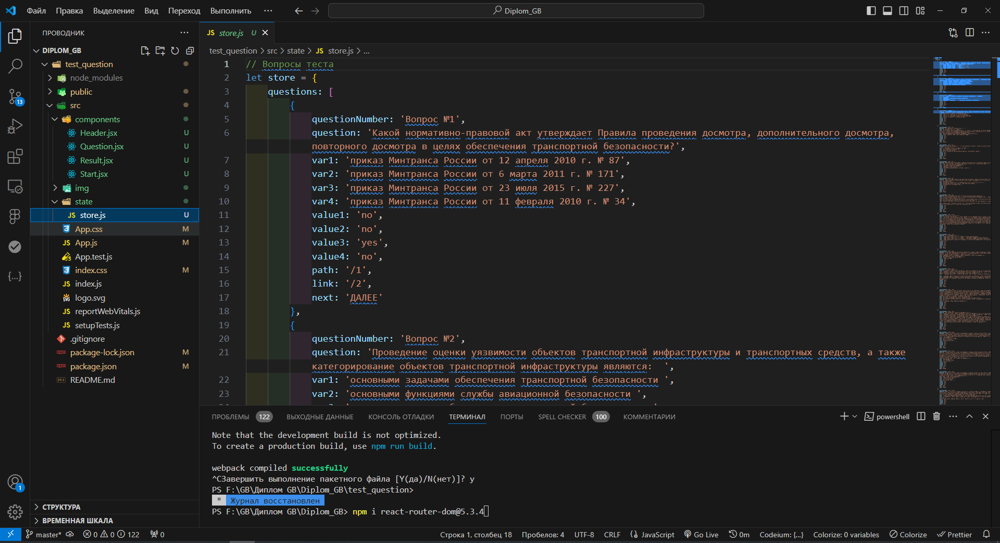 Файл Правка Выделение Вид Переход Выполнить ··· Diplom_GB
ПРОВОДНИК
DIPLOM_GB
test_question
node_modules
public
src
components
Header.jsx U
Question.jsx U
Result.jsx U
Start.jsx U
img
state
store.js U
App.css M
App.js M
App.test.js
index.css M
index.js
logo.svg
reportWebVitals.js
setupTests.js
.gitignore
package-lock.json M
package.json M
README.md
СТРУКТУРА
ВРЕМЕННАЯ ШКАЛА
13
1
JS store.js U
test_question > src > state > JS store.js > ...
1 // Вопросы теста
2 let store = {
3 questions: [
4 {
5 questionNumber: 'Вопрос №1',
6 question: 'Какой нормативно-правовой акт утверждает Правила проведения досмотра, дополнительного досмотра,
повторного досмотра в целях обеспечения транспортной безопасности?',
7 var1: 'приказ Минтранса России от 12 апреля 2010 г. № 87',
8 var2: 'приказ Минтранса России от 6 марта 2011 г. № 171',
9 var3: 'приказ Минтранса России от 23 июля 2015 г. № 227',
10 var4: 'приказ Минтранса России от 11 февраля 2010 г. № 34',
11 value1: 'no',
12 value2: 'no',
13 value3: 'yes',
14 value4: 'no',
15 path: '/1',
16 link: '/2',
17 next: 'ДАЛЕЕ'
18 },
19 {
20 questionNumber: 'Вопрос №2',
21 question: 'Проведение оценки уязвимости объектов транспортной инфраструктуры и транспортных средств, а также
категорирование объектов транспортной инфраструктуры являются:  ',
22 var1: 'основными задачами обеспечения транспортной безопасности ',
23 var2: 'основными функциями службы авиационной безопасности ',
ПРОБЛЕМЫ 122 ВЫХОДНЫЕ ДАННЫЕ КОНСОЛЬ ОТЛАДКИ ТЕРМИНАЛ ПОРТЫ SPELL CHECKER 100 КОММЕНТАРИИ powershell
Note that the development build is not optimized.
To create a production build, use npm run build.
webpack compiled successfully
^CЗавершить выполнение пакетного файла [Y(да)/N(нет)]? y
PS F:\GB\Диплом GB\Diplom_GB\test_question>
* Журнал восстановлен
PS F:\GB\Диплом GB\Diplom_GB> npm i react-router-dom@5.3.4
master* 0 0 122 0 Строка 1, столбец 18 Пробелов: 4 UTF-8 CRLF {} JavaScript Go Live 0m Codeium: {...} Colorize: 0 variables Colorize Prettier